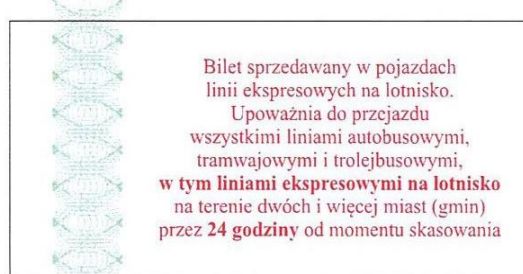 Bilet sprzedawany w pojazdach
linii ekspresowych na lotnisko.
Upoważnia do przejazdu
wszystkimi liniami autobusowymi,
tramwajowymi i trolejbusowymi,
w tym liniami ekspresowymi na lotnisko
na terenie dwóch i więcej miast (gmin)
przez 24 godziny od momentu skasowania